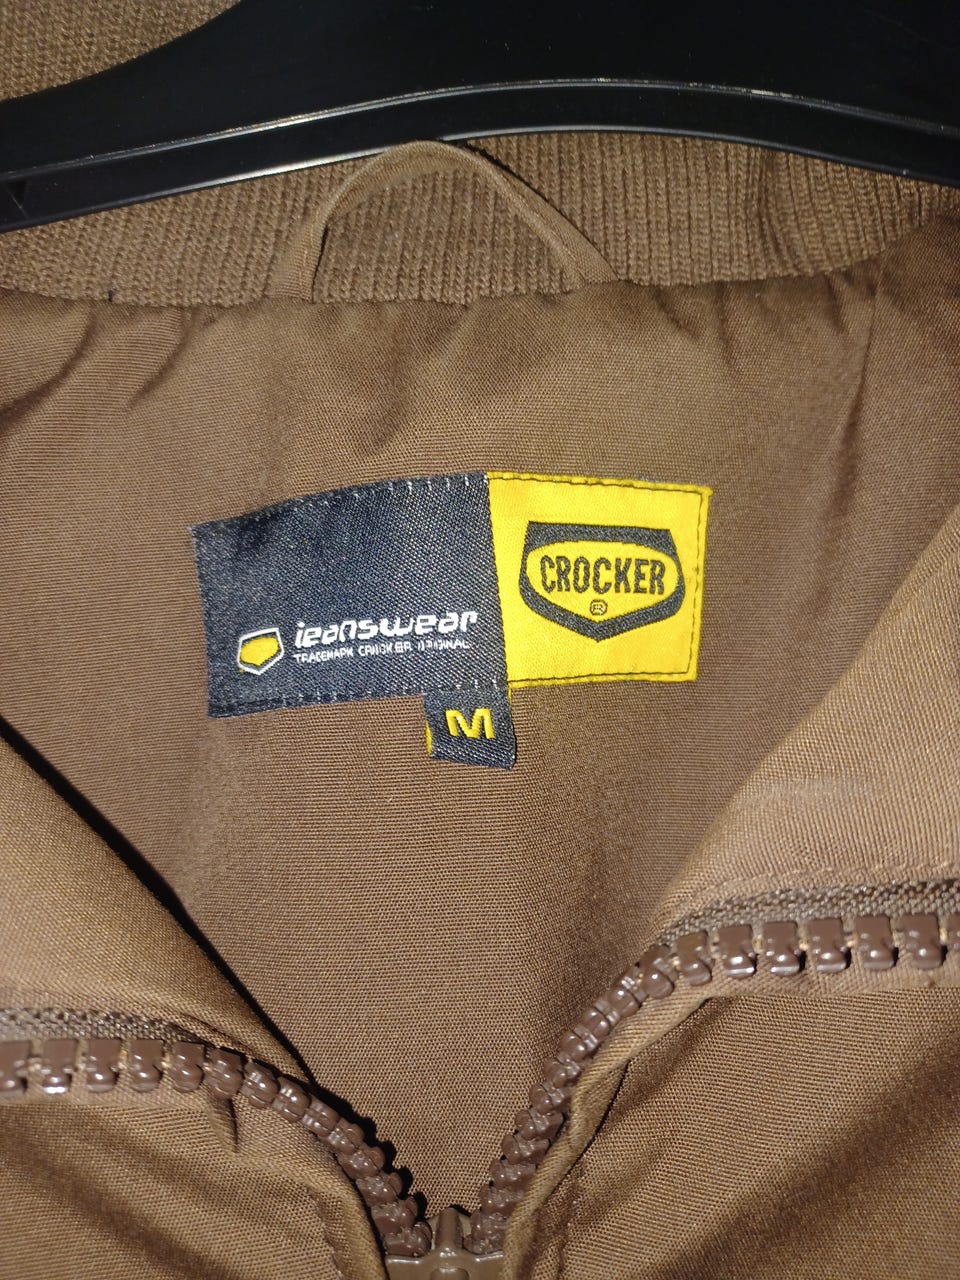 jeanswear
TRADEMARK CROCKER ORIGINAL
CROCKER
®
M